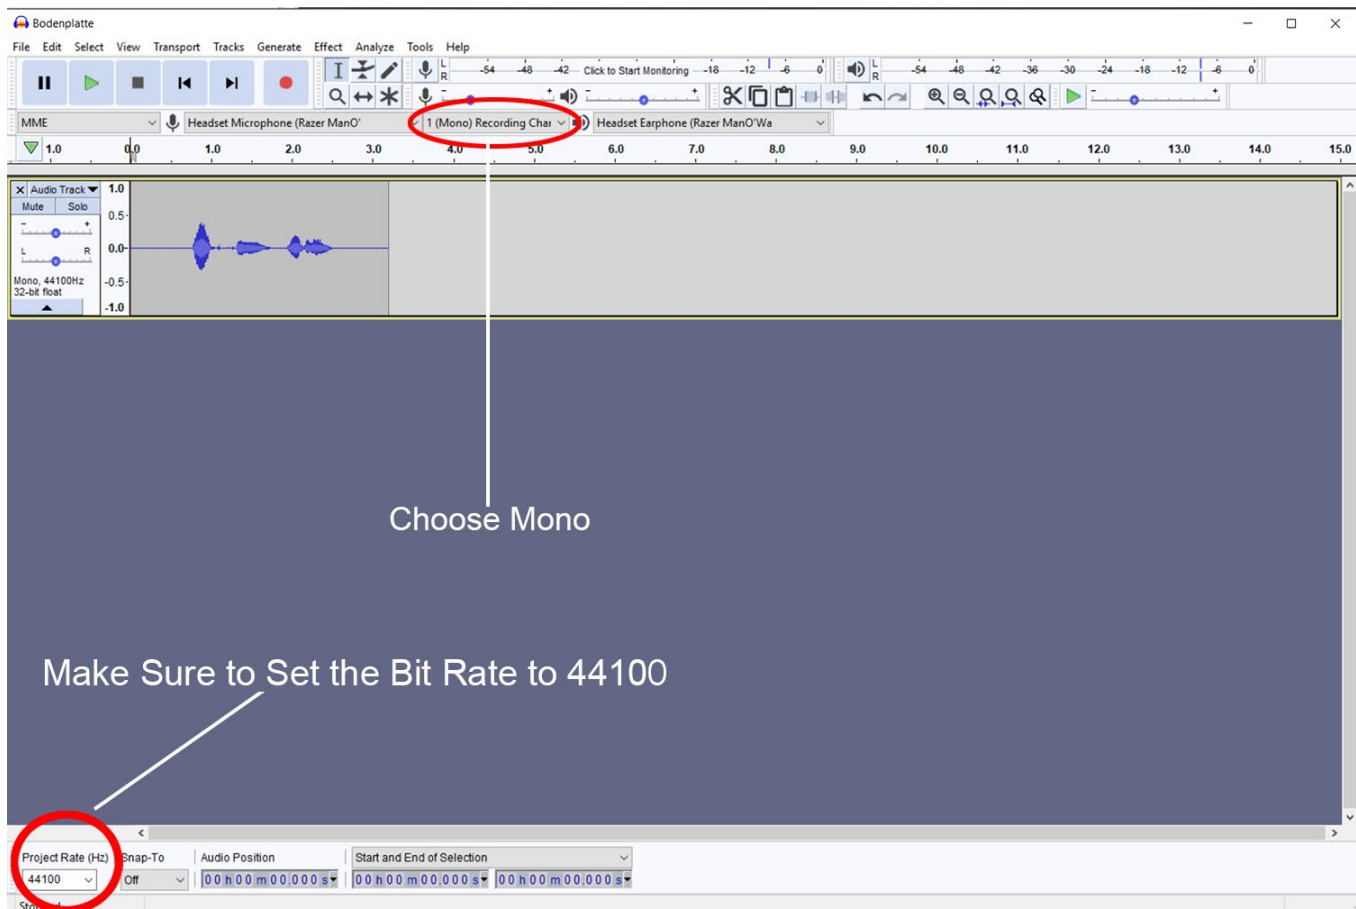 Bodenplatte
File Edit Select View Transport Tracks Generate Effect Analyze Tools Help
L R -54 -48 -42 Click to Start Monitoring -18 -12 -6 0 L R -54 -48 -42 -36 -30 -24 -18 -12 -6 0
- + - + - +
MME Headset Microphone (Razer ManO' 1 (Mono) Recording Char Headset Earphone (Razer ManO'Wa
1.0 0.0 1.0 2.0 3.0 4.0 5.0 6.0 7.0 8.0 9.0 10.0 11.0 12.0 13.0 14.0 15.0
X Audio Track 1.0
Mute Solo
0.5
- +
L R 0.0
Mono, 44100Hz -0.5
32-bit float
-1.0
Choose Mono
Make Sure to Set the Bit Rate to 44100
Project Rate (Hz) Snap-To Audio Position Start and End of Selection
44100 Off 00 h 00 m 00.000 s 00 h 00 m 00.000 s 00 h 00 m 00.000 s